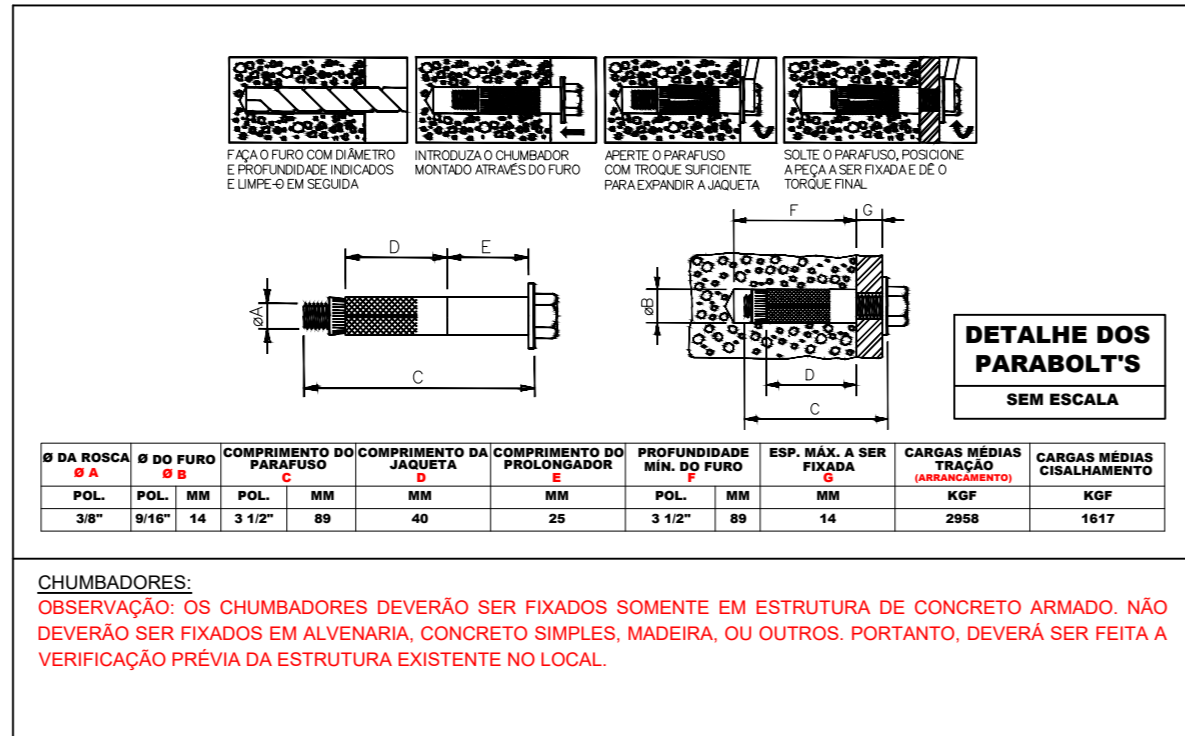 FAÇA O FURO COM DIÂMETRO
E PROFUNDIDADE INDICADOS
E LIMPE-O EM SEGUIDA
INTRODUZA O CHUMBADOR
MONTADO ATRAVÉS DO FURO
APERTE O PARAFUSO
COM TROQUE SUFICIENTE
PARA EXPANDIR A JAQUETA
SOLTE O PARAFUSO, POSICIONE
A PEÇA A SER FIXADA E DÊ O
TORQUE FINAL
D
E
øA
C
F
G
øB
D
C
DETALHE DOS
PARABOLT'S
SEM ESCALA
Ø DA ROSCA
Ø A
Ø DO FURO
Ø B
COMPRIMENTO DO
PARAFUSO
C
COMPRIMENTO DA
JAQUETA
D
COMPRIMENTO DO
PROLONGADOR
E
PROFUNDIDADE
MÍN. DO FURO
F
ESP. MÁX. A SER
FIXADA
G
CARGAS MÉDIAS
TRAÇÃO
(ARRANCAMENTO)
CARGAS MÉDIAS
CISALHAMENTO
POL. POL. MM POL. MM MM MM POL. MM MM KGF KGF
3/8" 9/16" 14 3 1/2" 89 40 25 3 1/2" 89 14 2958 1617
CHUMBADORES:
OBSERVAÇÃO: OS CHUMBADORES DEVERÃO SER FIXADOS SOMENTE EM ESTRUTURA DE CONCRETO ARMADO. NÃO
DEVERÃO SER FIXADOS EM ALVENARIA, CONCRETO SIMPLES, MADEIRA, OU OUTROS. PORTANTO, DEVERÁ SER FEITA A
VERIFICAÇÃO PRÉVIA DA ESTRUTURA EXISTENTE NO LOCAL.